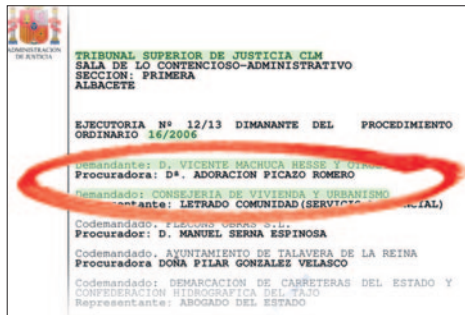 ADMINISTRACION
DE JUSTICIA
TRIBUNAL SUPERIOR DE JUSTICIA CLM
SALA DE LO CONTENCIOSO-ADMINISTRATIVO
SECCION: PRIMERA
ALBACETE
EJECUTORIA Nº 12/13 DIMANANTE DEL PROCEDIMIENTO
ORDINARIO 16/2006
Demandante: D. VICENTE MACHUCA HESSE Y OTROS
Procuradora: Dª. ADORACION PICAZO ROMERO
Demandado: CONSEJERIA DE VIVIENDA Y URBANISMO
LETRADO COMUNIDAD(SERVICIO
Codemandado. FLECONS OBRAS S.L.
Procurador: D. MANUEL SERNA ESPINOSA
Codemandado. AYUNTAMIENTO DE TALAVERA DE LA REINA
Procuradora DOÑA PILAR GONZALEZ VELASCO
Codemandado: DEMARCACION DE CARRETERAS DEL ESTADO Y
CONFEDERACION HIDROGRAFICA DEL TAJO
Representante: ABOGADO DEL ESTADO